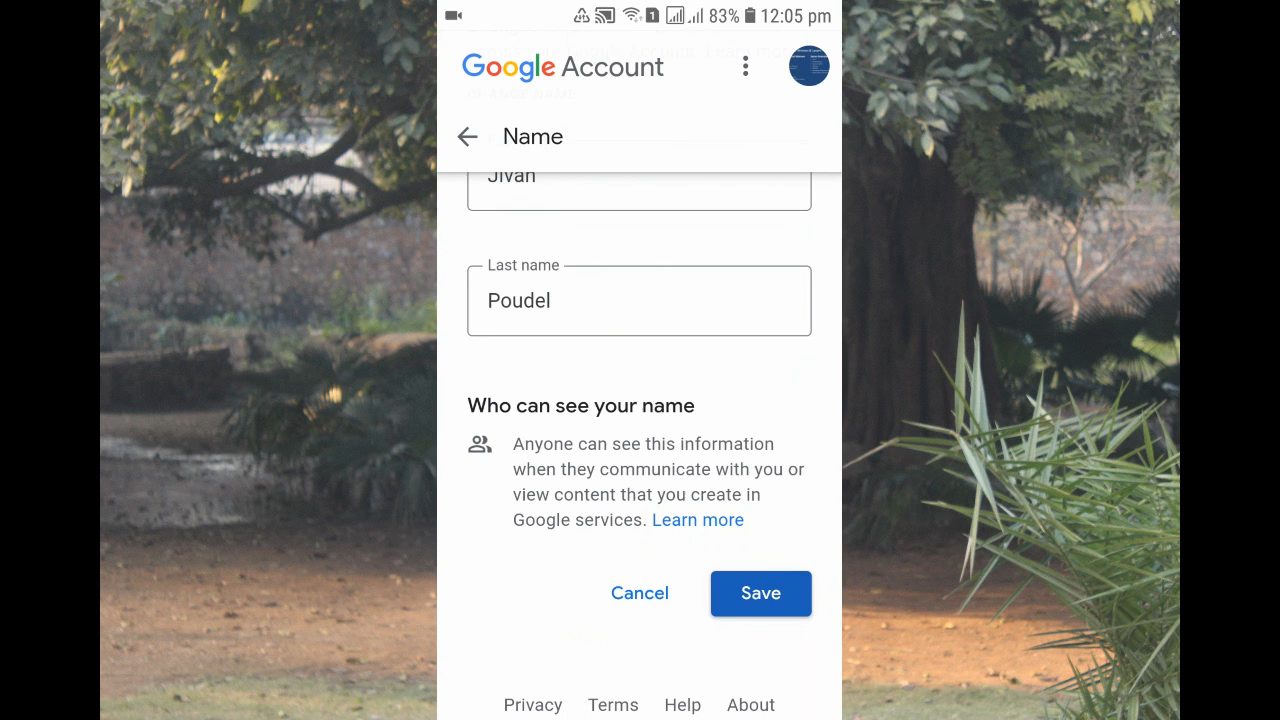 83% 12:05 pm
Google Account
Name
Jivan
Last name
Poudel
Who can see your name
Anyone can see this information
when they communicate with you or
view content that you create in
Google services. Learn more
Cancel Save
Privacy Terms Help About